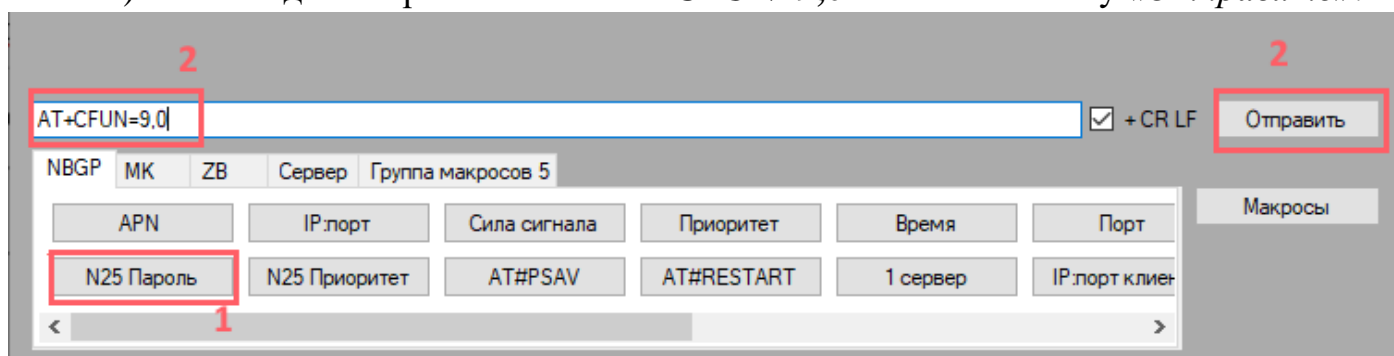 2
2
AT+CFUN=9,0
+ CR LF
Отправить
NBGP МК ZB Сервер Группа макросов 5
Макросы
APN IP:порт Сила сигнала Приоритет Время Порт
N25 Пароль N25 Приоритет AT#PSAV AT#RESTART 1 сервер IP:порт клиен
1